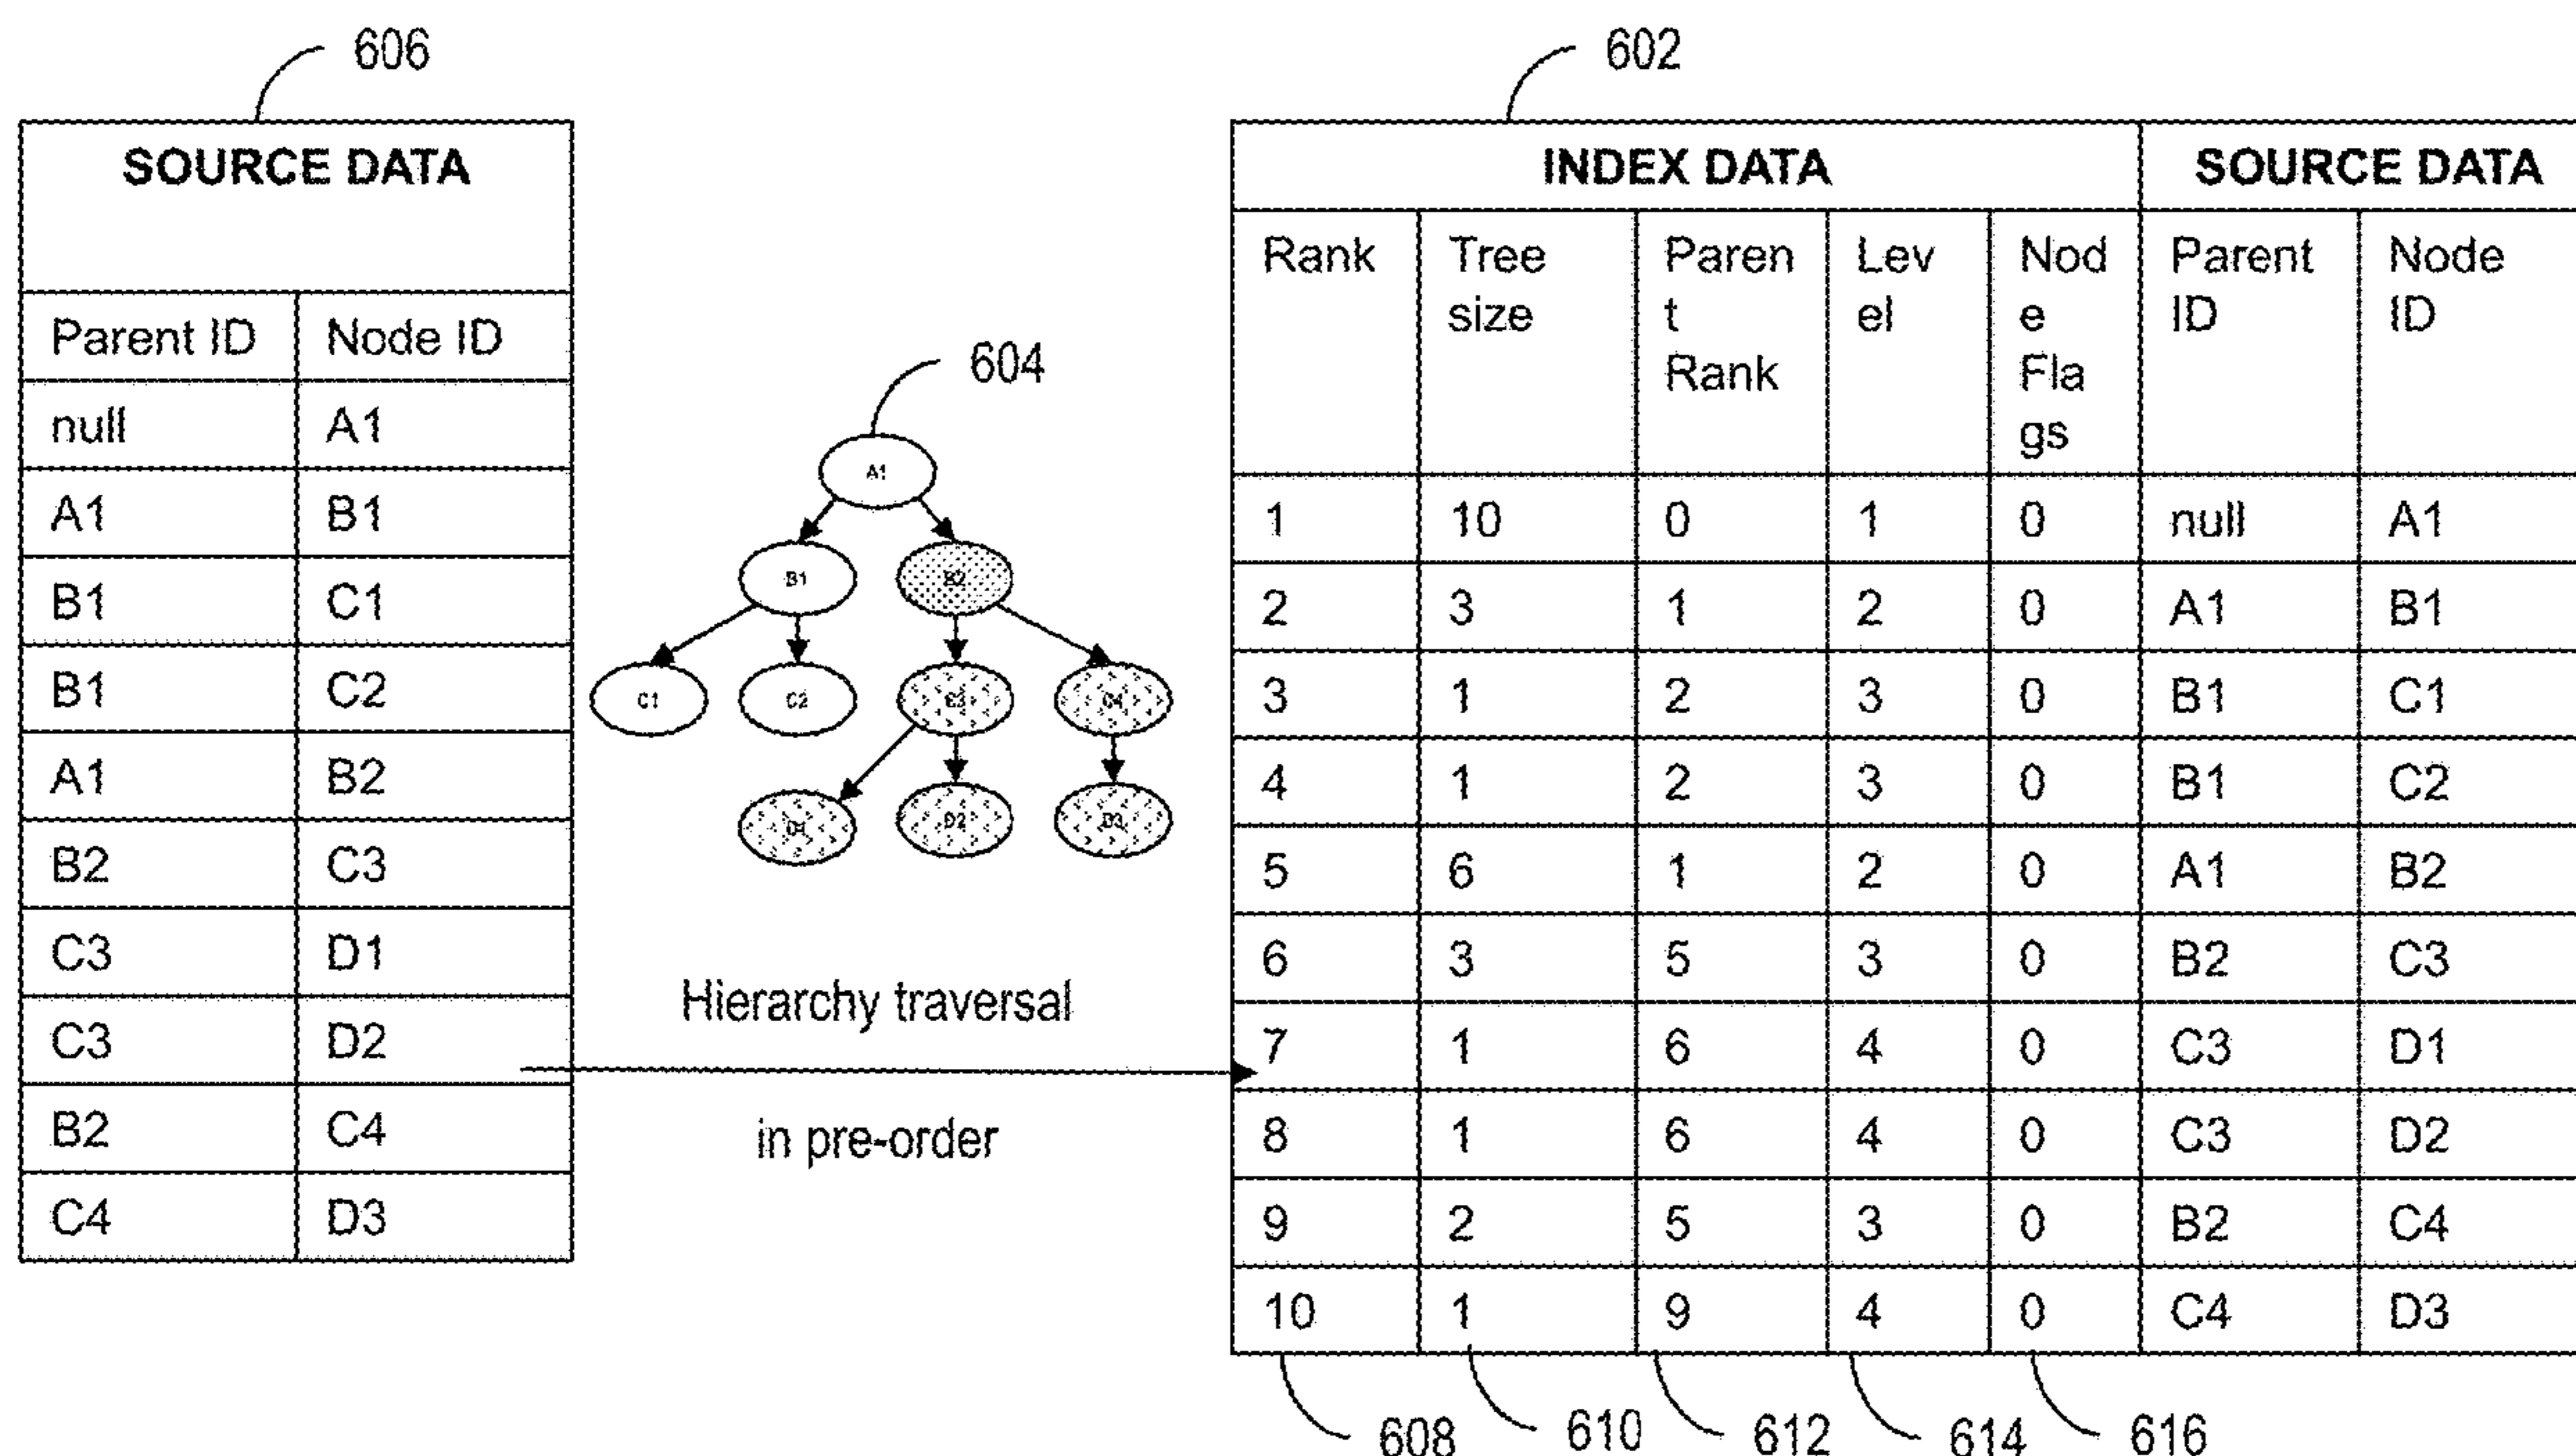 606
SOURCE DATA
Parent ID Node ID
null A1
A1 B1
B1 C1
B1 C2
A1 B2
B2 C3
C3 D1
C3 D2
B2 C4
C4 D3
604
A1
B1 B2
C1 C2 C3 C4
D1 D2 D3
Hierarchy traversal
in pre-order
602
INDEX DATA SOURCE DATA
Rank Tree Paren Lev Nod Parent Node
size t el e ID ID
Rank Fla
gs
1 10 0 1 0 null A1
2 3 1 2 0 A1 B1
3 1 2 3 0 B1 C1
4 1 2 3 0 B1 C2
5 6 1 2 0 A1 B2
6 3 5 3 0 B2 C3
7 1 6 4 0 C3 D1
8 1 6 4 0 C3 D2
9 2 5 3 0 B2 C4
10 1 9 4 0 C4 D3
608 610 612 614 616